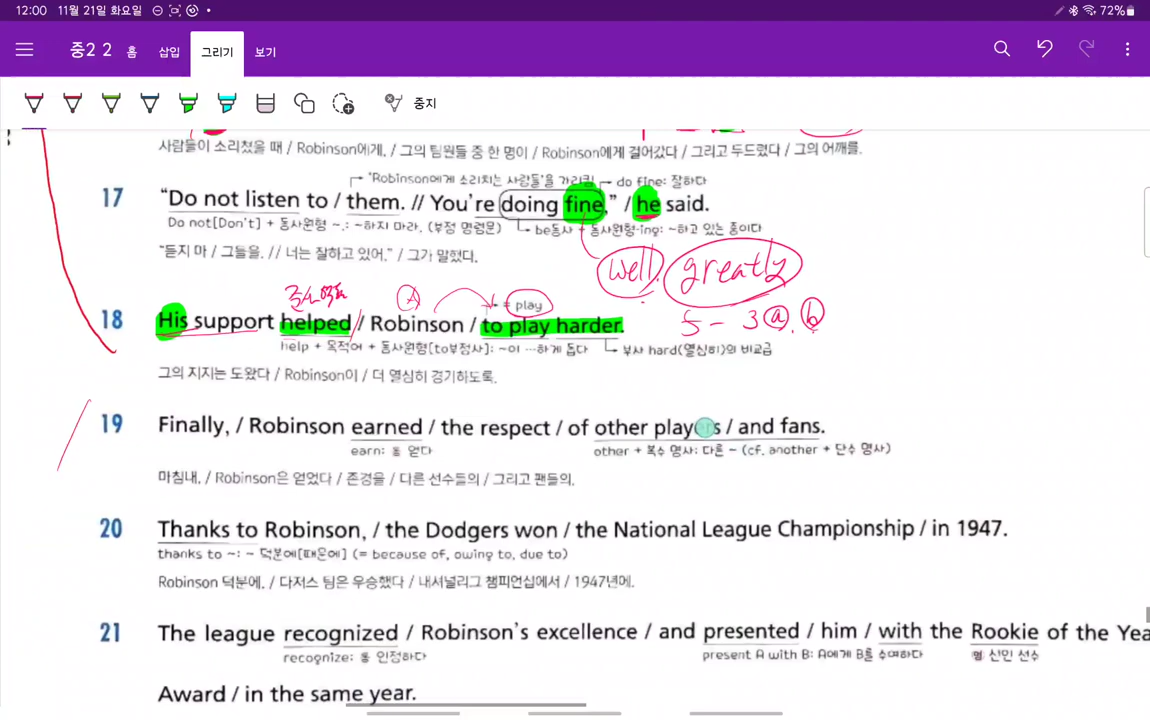 12:00 11월 21일 화요일 72%
중2 2 홈 삽입 그리기 보기
중지
사람들이 소리쳤을 때 / Robinson에게, / 그의 팀원들 중 한 명이 / Robinson에게 걸어갔다 / 그리고 두드렸다 / 그의 어깨를.
'Robinson에게 소리치는 사람들'을 가리킴 do fine: 잘하다
17 “Do not listen to / them. // You're doing fine,” / he said.
Do not[Don't] + 동사원형 ~.: ~하지 마라. (부정 명령문) be동사 + 동사원형-ing: ~하고 있는 중이다
“듣지 마 / 그들을. // 너는 잘하고 있어.” / 그가 말했다.
well. greatly
준사역동 A = play
18 His support helped / Robinson / to play harder. 5 - 3 ⓐ, ⓑ
help + 목적어 + 동사원형[to부정사]: ~이 …하게 돕다 부사 hard(열심히)의 비교급
그의 지지는 도왔다 / Robinson이 / 더 열심히 경기하도록.
19 Finally, / Robinson earned / the respect / of other players / and fans.
earn: 동 얻다 other + 복수 명사: 다른 ~ (cf. another + 단수 명사)
마침내, / Robinson은 얻었다 / 존경을 / 다른 선수들의 / 그리고 팬들의.
20 Thanks to Robinson, / the Dodgers won / the National League Championship / in 1947.
thanks to ~: ~ 덕분에[때문에] (= because of, owing to, due to)
Robinson 덕분에, / 다저스 팀은 우승했다 / 내셔널리그 챔피언십에서 / 1947년에.
21 The league recognized / Robinson's excellence / and presented / him / with the Rookie of the Yea
recognize: 동 인정하다 present A with B: A에게 B를 수여하다 명 신인 선수
Award / in the same year.